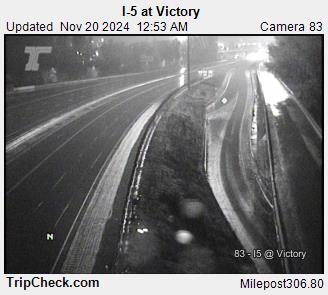 I-5 at Victory
Updated Nov 20 2024 12:53 AM Camera 83
T
N
83 - I5 @ Victory
TripCheck.com Milepost306.80